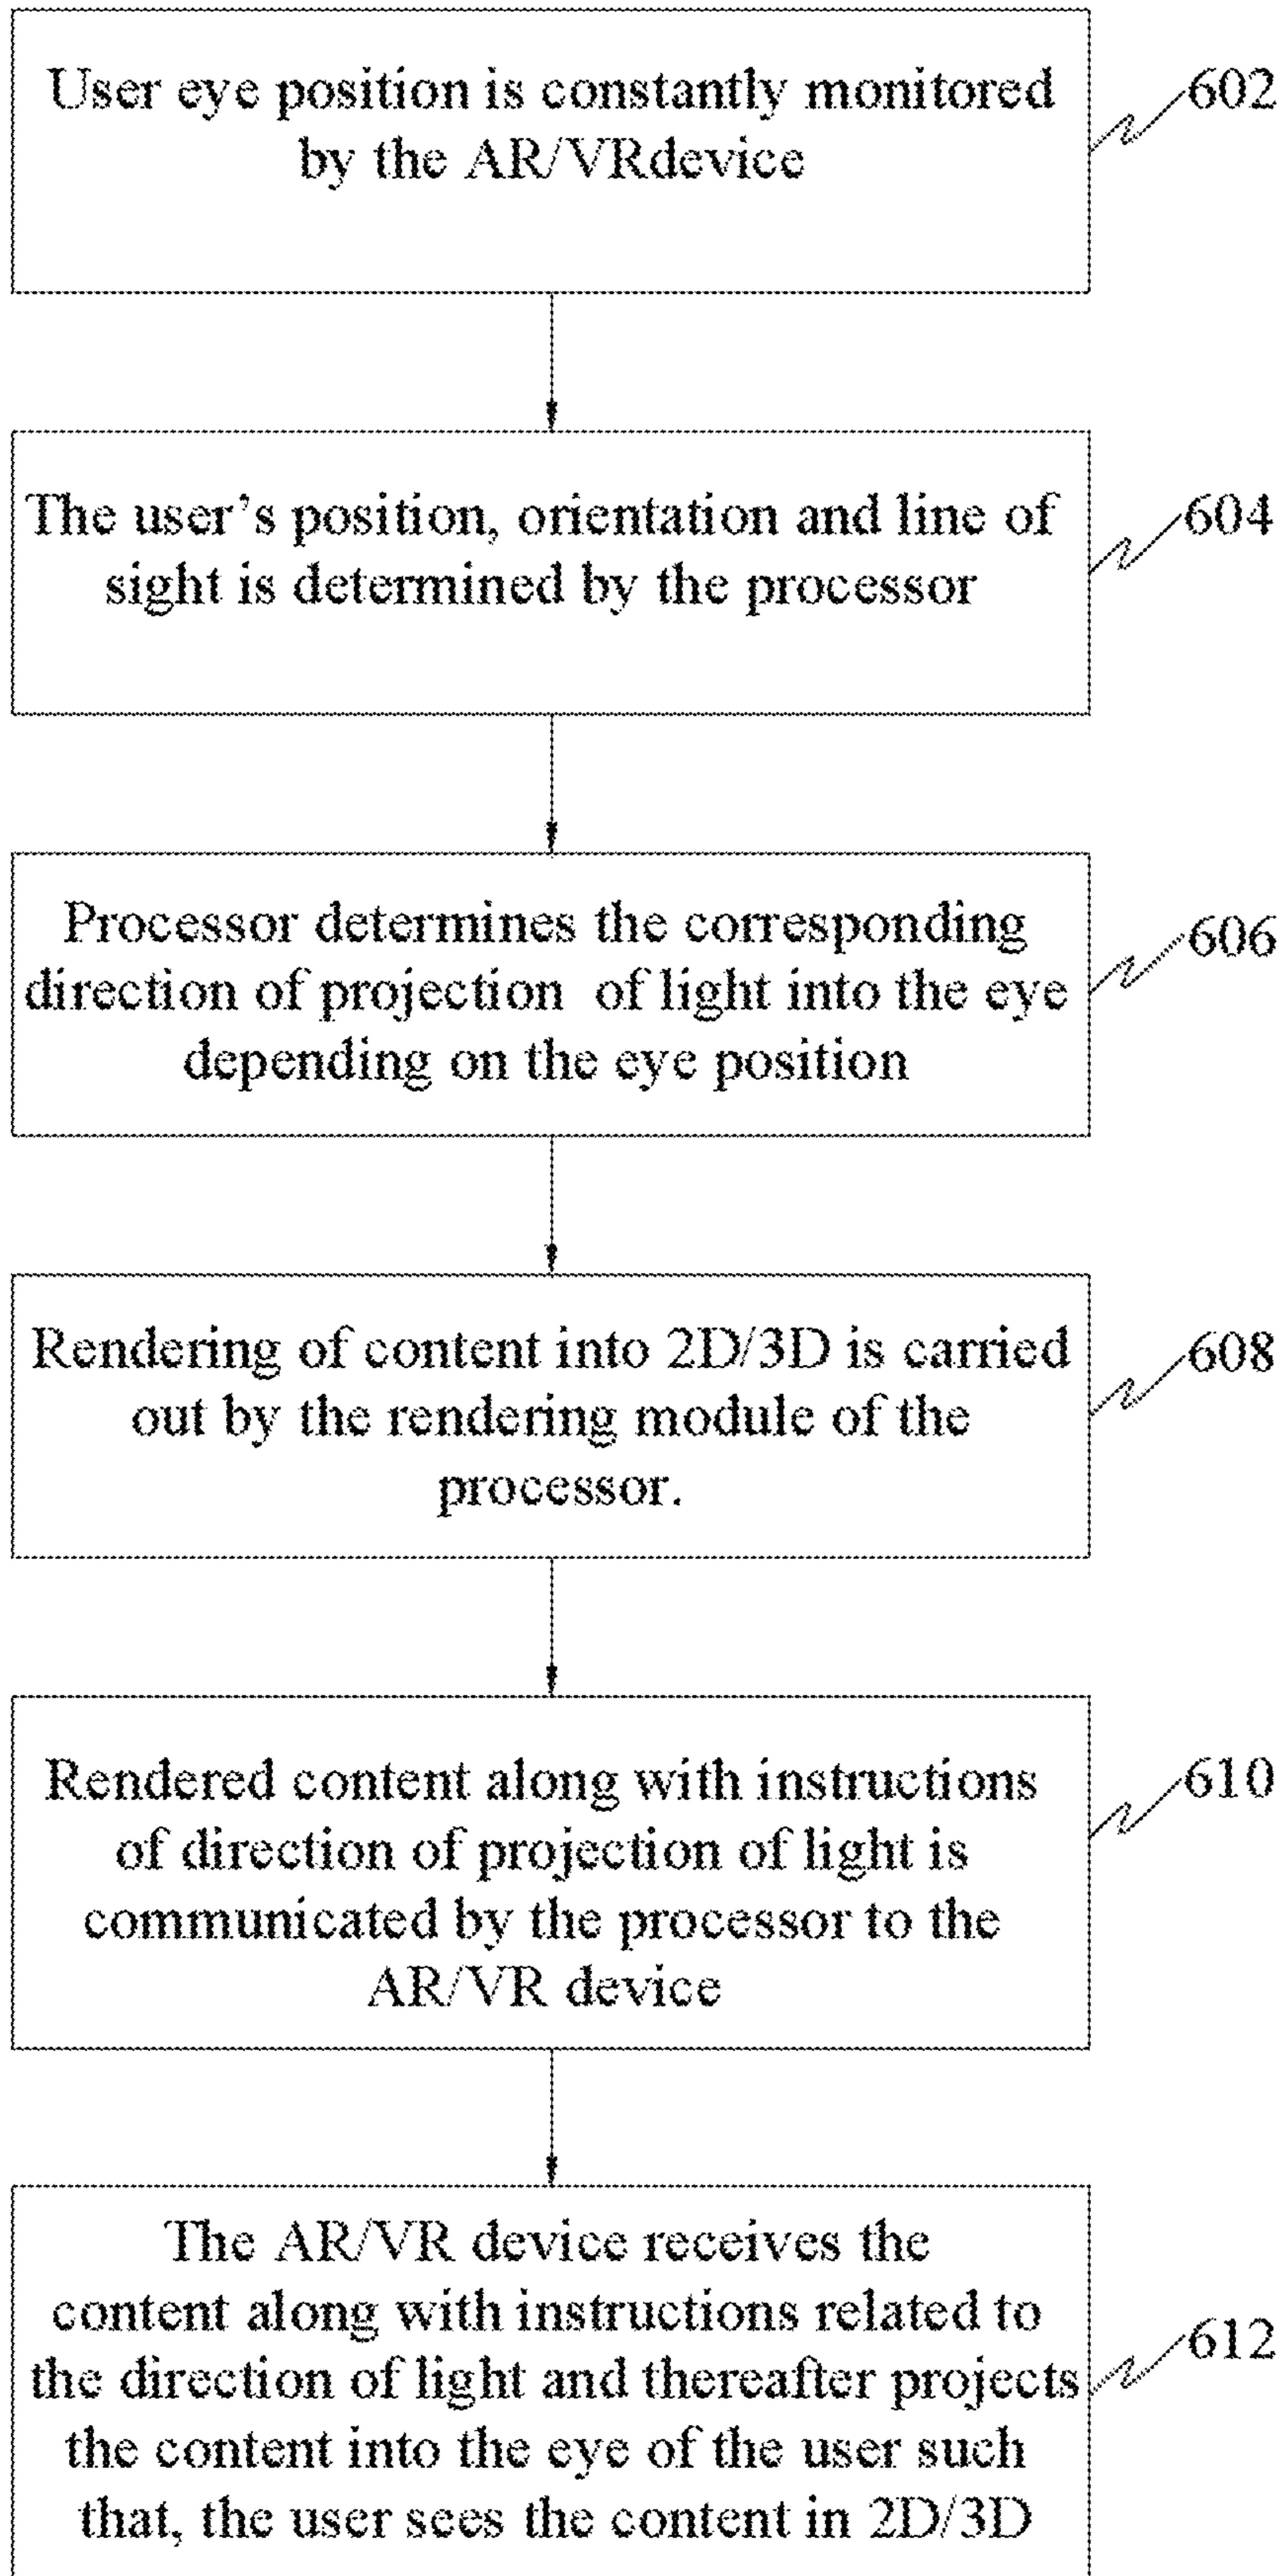 User eye position is constantly monitored
by the AR/VRdevice
602
The user's position, orientation and line of
sight is determined by the processor
604
Processor determines the corresponding
direction of projection of light into the eye
depending on the eye position
606
Rendering of content into 2D/3D is carried
out by the rendering module of the
processor.
608
Rendered content along with instructions
of direction of projection of light is
communicated by the processor to the
AR/VR device
610
The AR/VR device receives the
content along with instructions related to
the direction of light and thereafter projects
the content into the eye of the user such
that, the user sees the content in 2D/3D
612